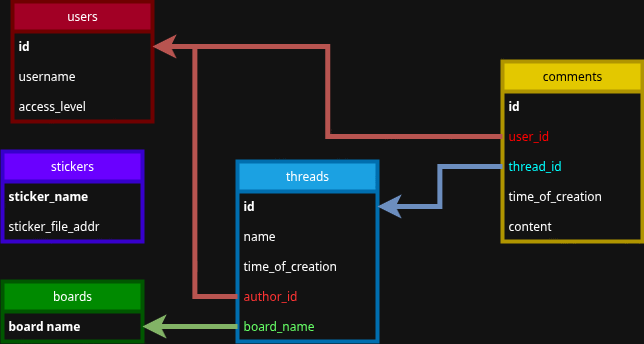 users
id
username
access_level
stickers
sticker_name
sticker_file_addr
boards
board name
threads
id
name
time_of_creation
author_id
board_name
comments
id
user_id
thread_id
time_of_creation
content